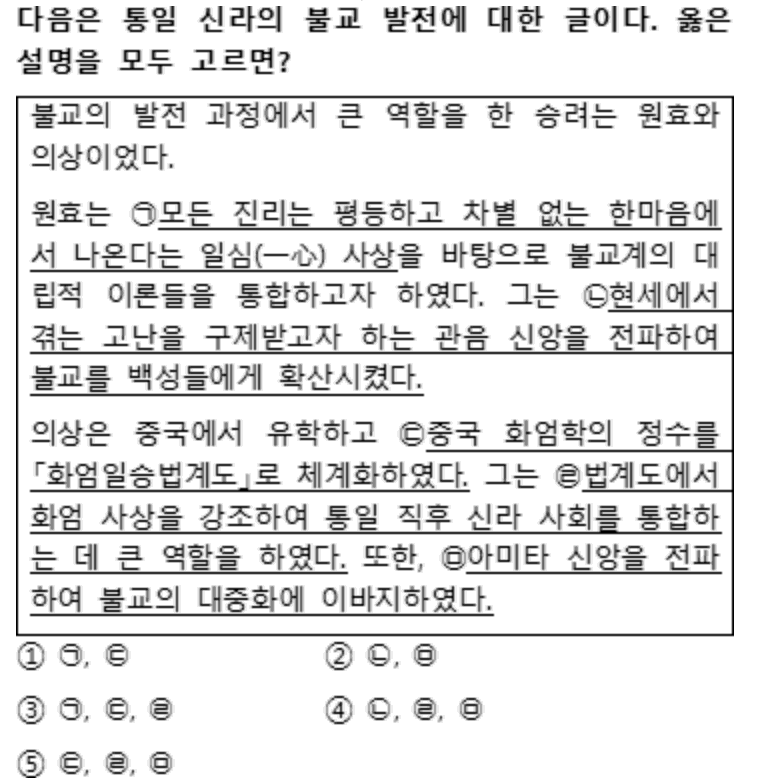 다음은 통일 신라의 불교 발전에 대한 글이다. 옳은
설명을 모두 고르면?
불교의 발전 과정에서 큰 역할을 한 승려는 원효와
의상이었다.
원효는 ㉠모든 진리는 평등하고 차별 없는 한마음에
서 나온다는 일심(一心) 사상을 바탕으로 불교계의 대
립적 이론들을 통합하고자 하였다. 그는 ㉡현세에서
겪는 고난을 구제받고자 하는 관음 신앙을 전파하여
불교를 백성들에게 확산시켰다.
의상은 중국에서 유학하고 ㉢중국 화엄학의 정수를
「화엄일승법계도」로 체계화하였다. 그는 ㉣법계도에서
화엄 사상을 강조하여 통일 직후 신라 사회를 통합하
는 데 큰 역할을 하였다. 또한, ㉤아미타 신앙을 전파
하여 불교의 대중화에 이바지하였다.
① ㉠, ㉢ ② ㉡, ㉤
③ ㉠, ㉢, ㉣ ④ ㉡, ㉣, ㉤
⑤ ㉢, ㉣, ㉤